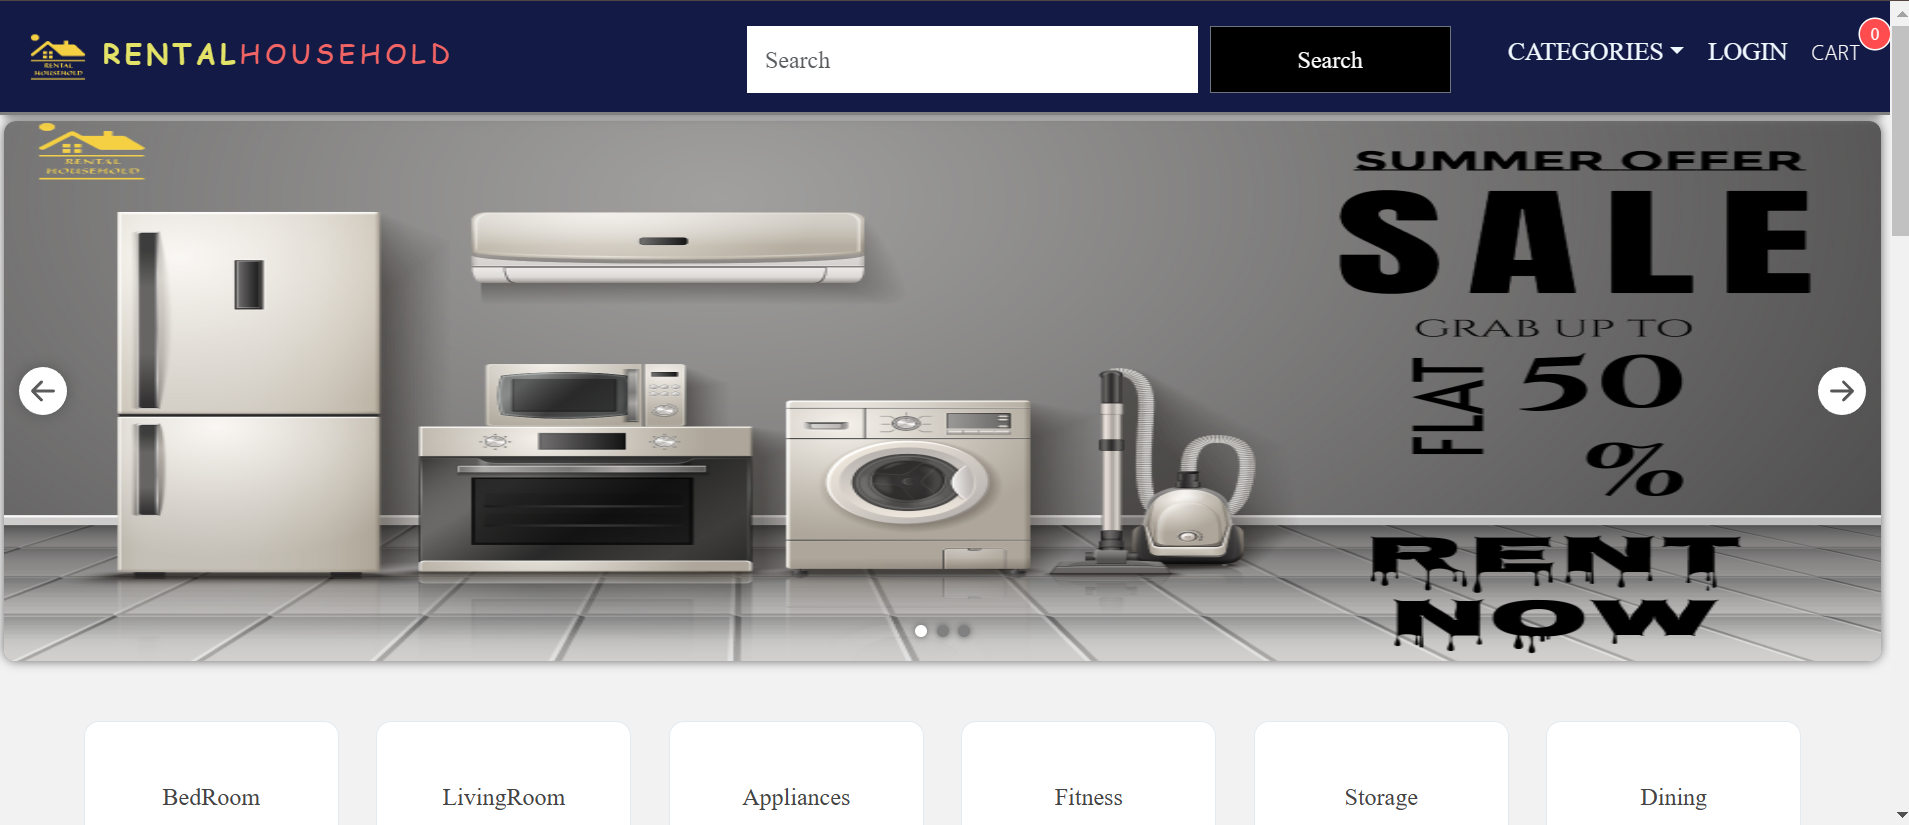 RENTAL
HOUSEHOLD
RENTALHOUSEHOLD
Search
Search
CATEGORIES
LOGIN
CART
0
RENTAL
HOUSEHOLD
SUMMER OFFER
SALE
GRAB UP TO
FLAT
50
%
RENT
NOW
BedRoom
LivingRoom
Appliances
Fitness
Storage
Dining